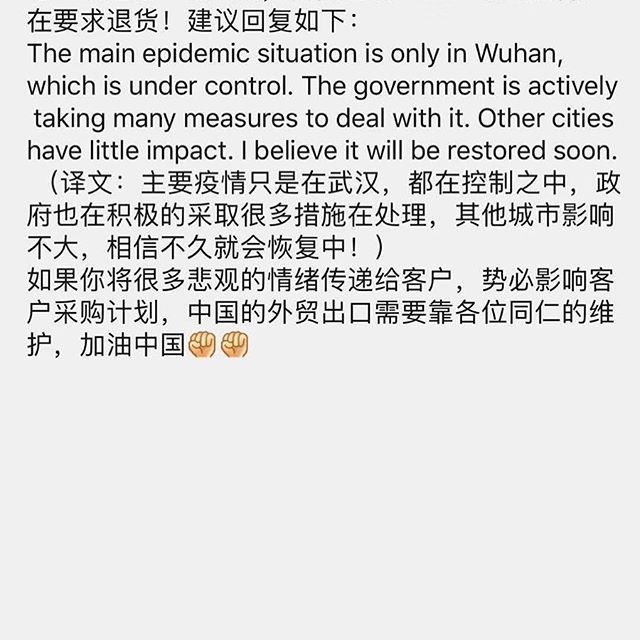 在要求退货！建议回复如下：
The main epidemic situation is only in Wuhan,
which is under control. The government is actively
taking many measures to deal with it. Other cities
have little impact. I believe it will be restored soon.
（译文：主要疫情只是在武汉，都在控制之中，政
府也在积极的采取很多措施在处理，其他城市影响
不大，相信不久就会恢复中！）
如果你将很多悲观的情绪传递给客户，势必影响客
户采购计划，中国的外贸出口需要靠各位同仁的维
护，加油中国✊✊